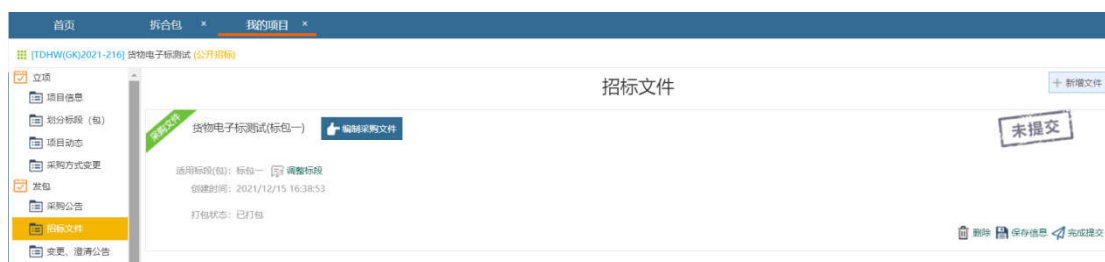 首页 拆合包 × 我的项目 ×
[TDHW(GK)2021-216] 货物电子标测试 (公开招标)
立项
项目信息
划分标段（包）
项目动态
采购方式变更
发包
采购公告
招标文件
变更、澄清公告
招标文件
+ 新增文件
采购文件
货物电子标测试(标包一)
编制采购文件
未提交
适用标段(包): 标包一 调整标段
创建时间: 2021/12/15 16:38:53
打包状态: 已打包
删除 保存信息 完成提交